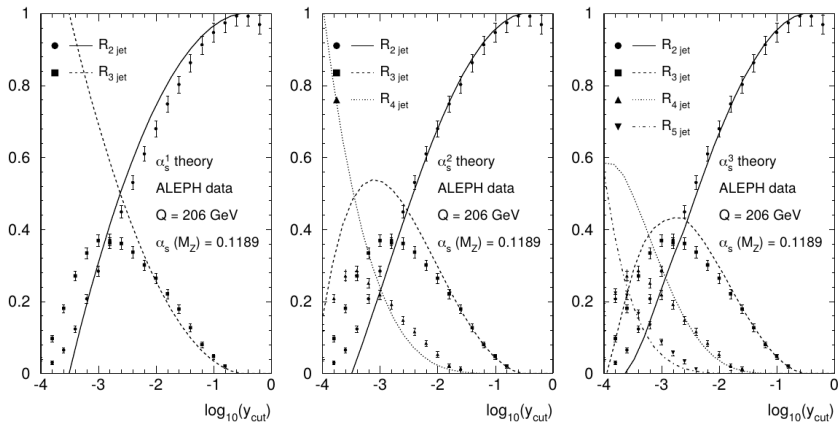 1
0.8
0.6
0.4
0.2
0
-4 -3 -2 -1 0
log10(ycut)
R2 jet
R3 jet
αs1 theory
ALEPH data
Q = 206 GeV
αs (MZ) = 0.1189
1
0.8
0.6
0.4
0.2
0
-4 -3 -2 -1 0
log10(ycut)
R2 jet
R3 jet
R4 jet
αs2 theory
ALEPH data
Q = 206 GeV
αs (MZ) = 0.1189
1
0.8
0.6
0.4
0.2
0
-4 -3 -2 -1 0
log10(ycut)
R2 jet
R3 jet
R4 jet
R5 jet
αs3 theory
ALEPH data
Q = 206 GeV
αs (MZ) = 0.1189